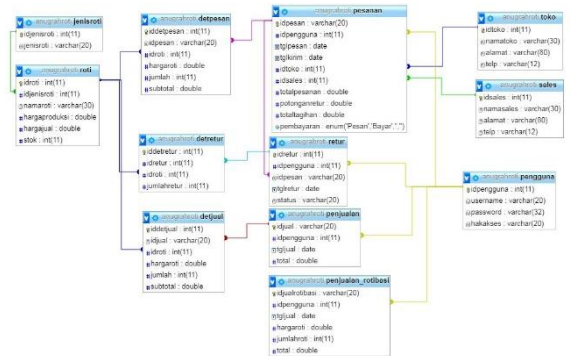 anugrahroti jenisroti
idjenisroti : int(11)
jenisroti : varchar(20)
anugrahroti roti
idroti : int(11)
idjenisroti : int(11)
namaroti : varchar(30)
hargaproduksi : double
hargajual : double
stok : int(11)
anugrahroti detpesan
iddetpesan : int(11)
idpesan : varchar(20)
idroti : int(11)
hargaroti : double
jumlah : int(11)
subtotal : double
anugrahroti detretur
iddetretur : int(11)
idretur : int(11)
idroti : int(11)
jumlahretur : int(11)
anugrahroti detjual
iddetjual : int(11)
idjual : varchar(20)
idroti : int(11)
hargaroti : double
jumlah : int(11)
subtotal : double
anugrahroti pesanan
idpesan : varchar(20)
idpengguna : int(11)
tglpesan : date
tglkirim : date
idtoko : int(11)
idsales : int(11)
totalpesanan : double
potonganretur : double
totaltagihan : double
pembayaran : enum('Pesan','Bayar','','')
anugrahroti retur
idretur : int(11)
idpengguna : int(11)
idpesan : varchar(20)
tglretur : date
status : varchar(20)
anugrahroti penjualan
idjual : varchar(20)
idpengguna : int(11)
tgljual : date
total : double
anugrahroti penjualan_rotibasi
idjualrotibasi : varchar(20)
idpengguna : int(11)
tgljual : date
hargaroti : double
jumlahroti : int(11)
total : double
anugrahroti toko
idtoko : int(11)
namatoko : varchar(30)
alamat : varchar(80)
telp : varchar(12)
anugrahroti sales
idsales : int(11)
namasales : varchar(30)
alamat : varchar(80)
telp : varchar(12)
anugrahroti pengguna
idpengguna : int(11)
username : varchar(20)
password : varchar(32)
hakakses : varchar(20)